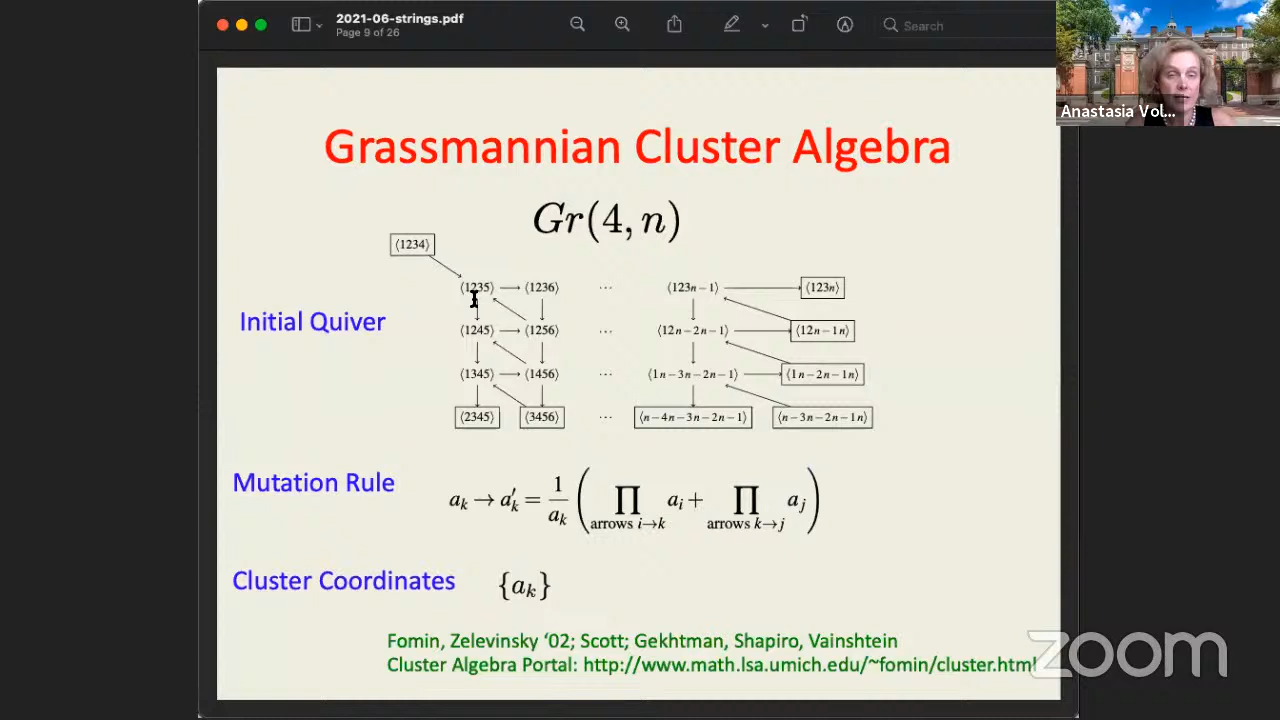 2021-06-strings.pdf
Page 9 of 26
Search
Anastasia Vol...
Grassmannian Cluster Algebra
Gr(4, n)
⟨1234⟩
⟨1235⟩ ⟨1236⟩ ⋯ ⟨123n−1⟩ ⟨123n⟩
Initial Quiver
⟨1245⟩ ⟨1256⟩ ⋯ ⟨12n−2n−1⟩ ⟨12n−1n⟩
⟨1345⟩ ⟨1456⟩ ⋯ ⟨1n−3n−2n−1⟩ ⟨1n−2n−1n⟩
⟨2345⟩ ⟨3456⟩ ⋯ ⟨n−4n−3n−2n−1⟩ ⟨n−3n−2n−1n⟩
Mutation Rule
a_k → a′_k = 1/a_k ( ∏_{arrows i→k} a_i + ∏_{arrows k→j} a_j )
Cluster Coordinates {a_k}
Fomin, Zelevinsky ‘02; Scott; Gekhtman, Shapiro, Vainshtein
Cluster Algebra Portal: http://www.math.lsa.umich.edu/~fomin/cluster.html
zoom